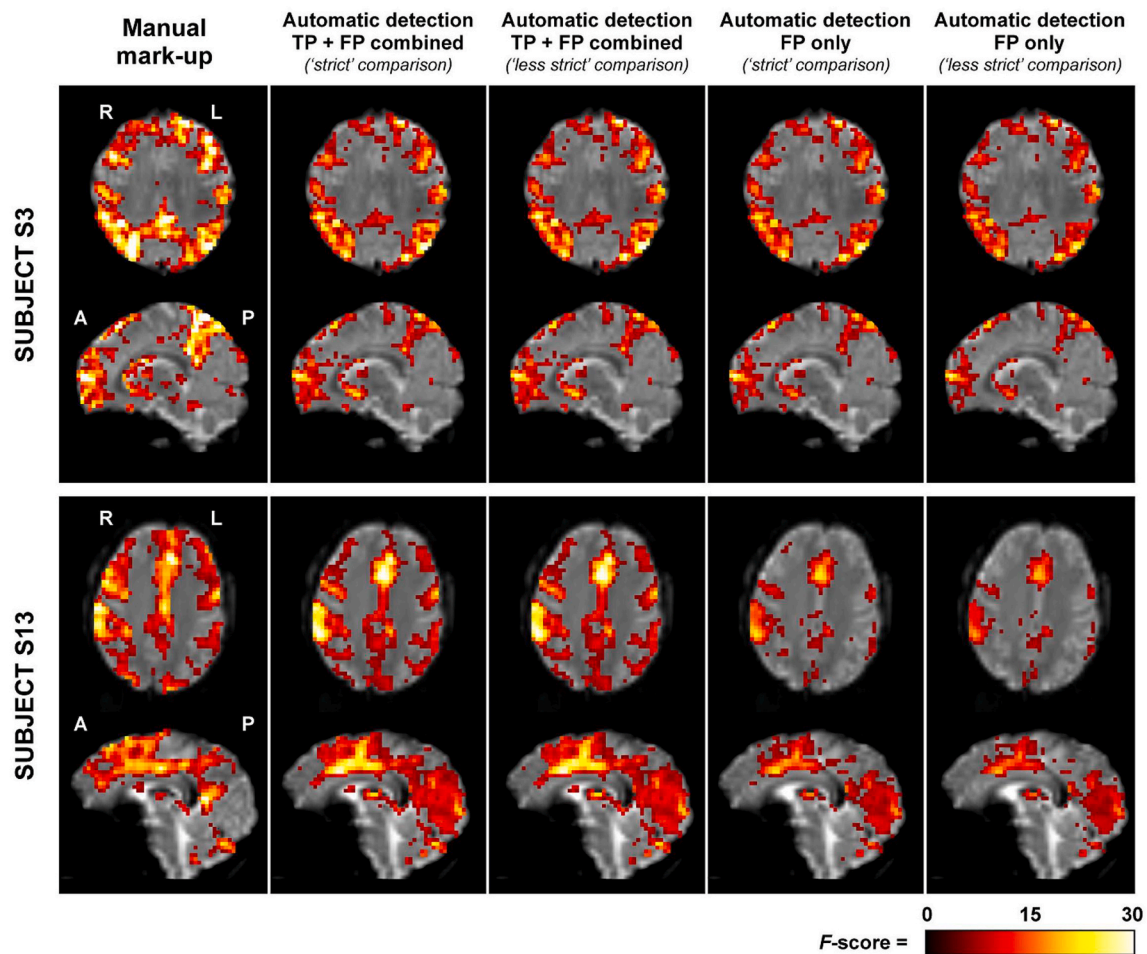 Manual
mark-up
Automatic detection
TP + FP combined
('strict' comparison)
Automatic detection
TP + FP combined
('less strict' comparison)
Automatic detection
FP only
('strict' comparison)
Automatic detection
FP only
('less strict' comparison)
SUBJECT S3
R L
A P
SUBJECT S13
R L
A P
0 15 30
F-score =